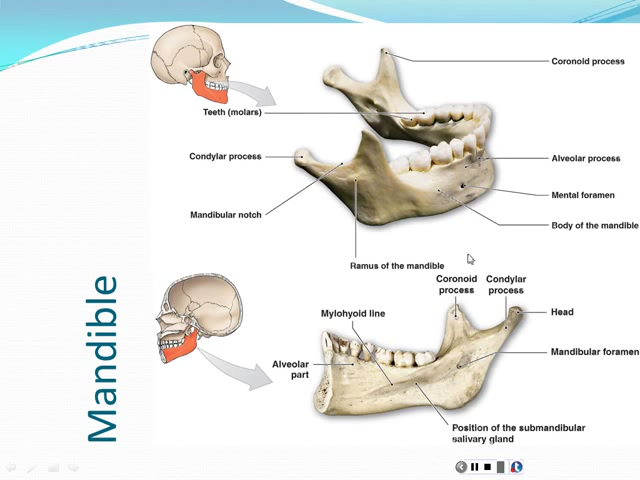 Coronoid process
Teeth (molars)
Condylar process
Alveolar process
Mental foramen
Mandibular notch
Body of the mandible
Ramus of the mandible
Mandible
Coronoid
process
Condylar
process
Mylohyoid line
Head
Mandibular foramen
Alveolar
part
Position of the submandibular
salivary gland